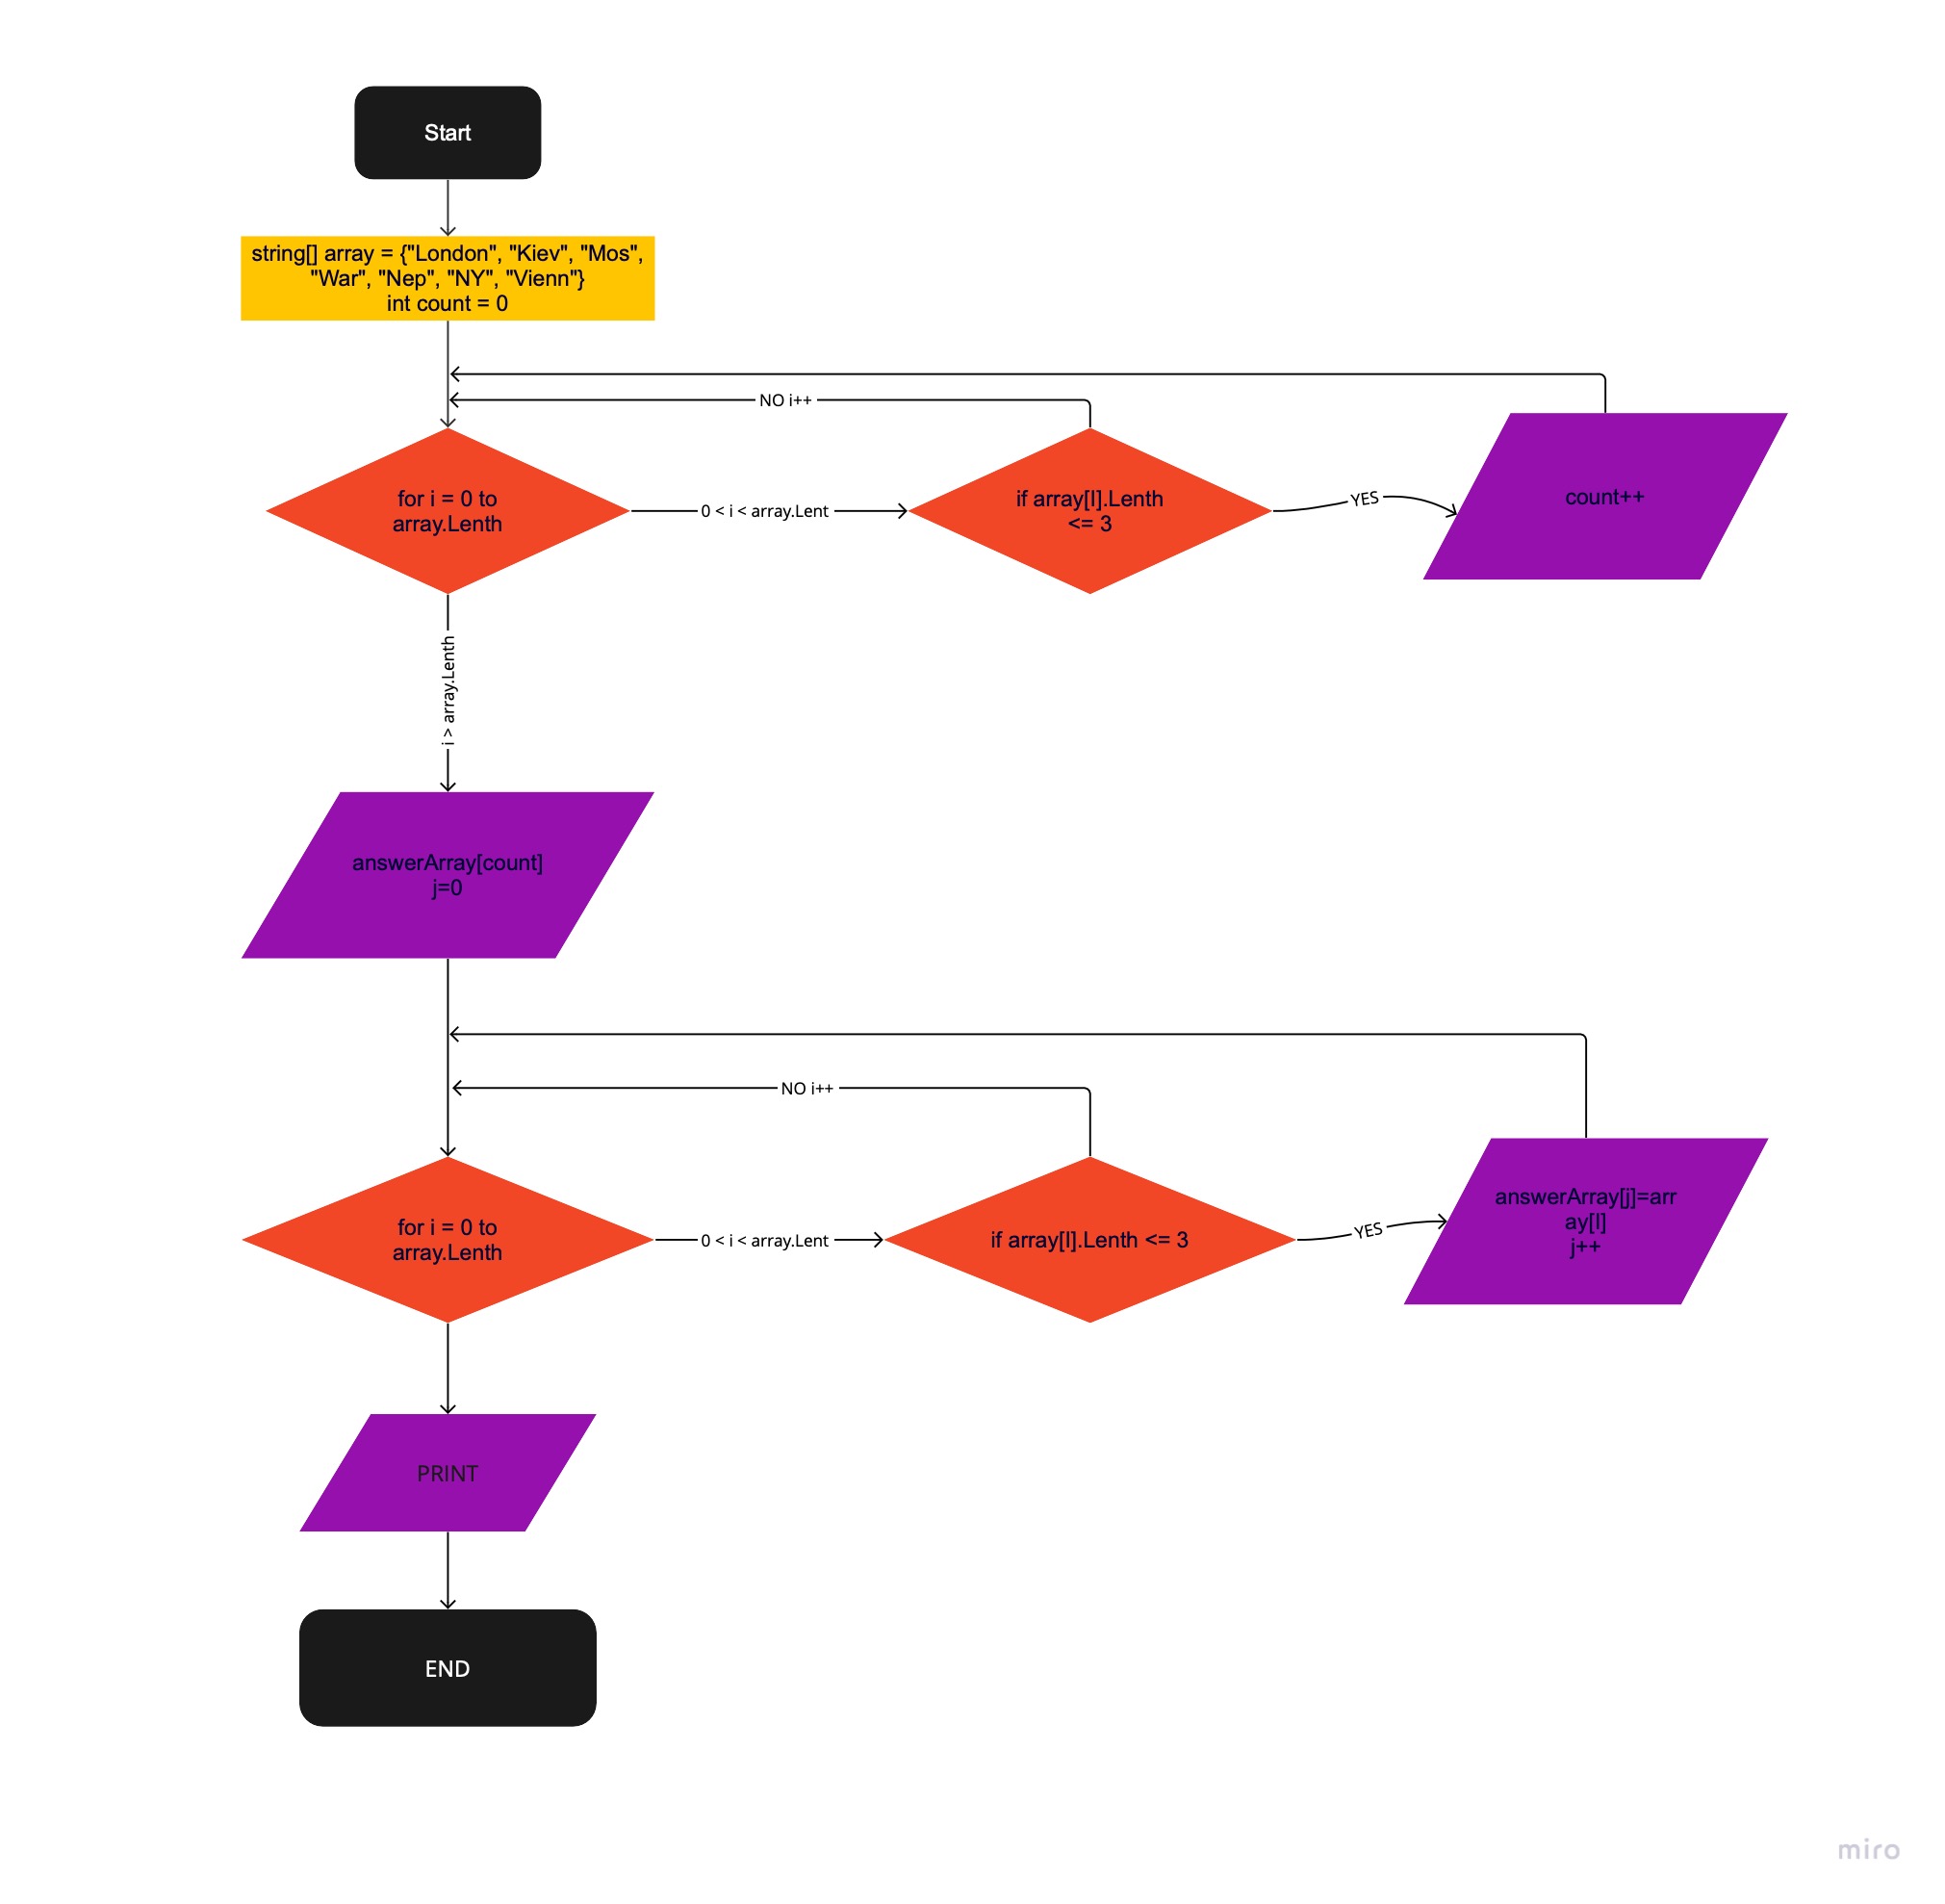 Start
string[] array = {"London", "Kiev", "Mos",
"War", "Nep", "NY", "Vienn"}
int count = 0
NO i++
for i = 0 to
array.Lenth
0 < i < array.Lent
if array[I].Lenth
<= 3
YES
count++
i > array.Lenth
answerArray[count]
j=0
NO i++
for i = 0 to
array.Lenth
0 < i < array.Lent
if array[I].Lenth <= 3
YES
answerArray[j]=arr
ay[I]
j++
PRINT
END
miro